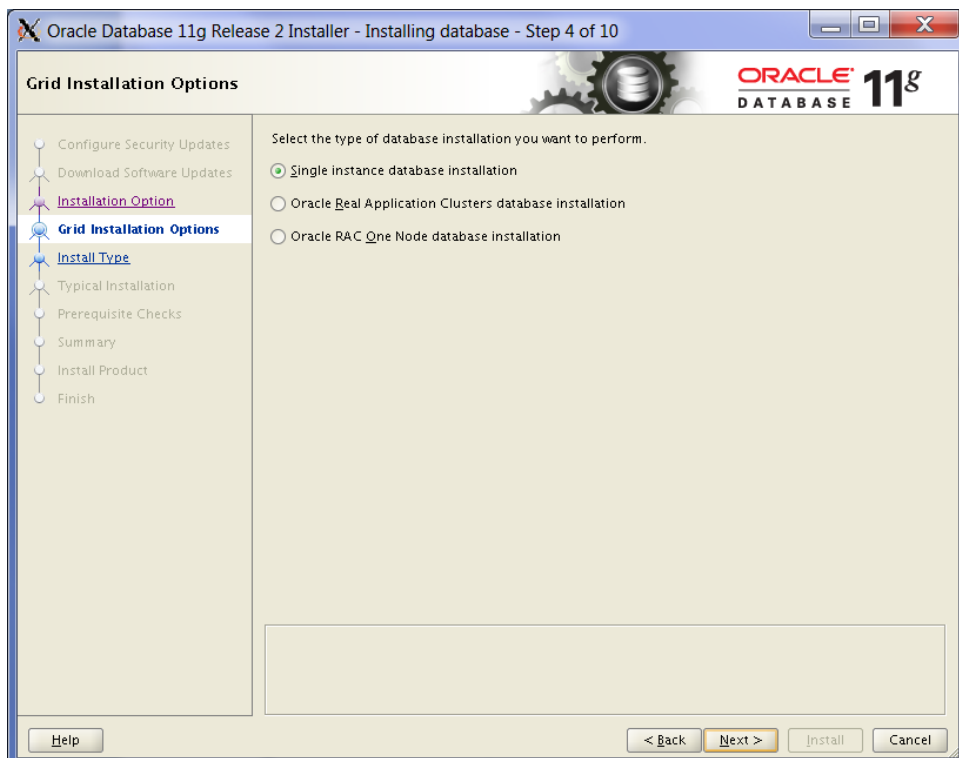 Oracle Database 11g Release 2 Installer - Installing database - Step 4 of 10
Grid Installation Options
ORACLE
DATABASE 11g
Configure Security Updates
Download Software Updates
Installation Option
Grid Installation Options
Install Type
Typical Installation
Prerequisite Checks
Summary
Install Product
Finish
Select the type of database installation you want to perform.
Single instance database installation
Oracle Real Application Clusters database installation
Oracle RAC One Node database installation
Help
< Back
Next >
Install
Cancel